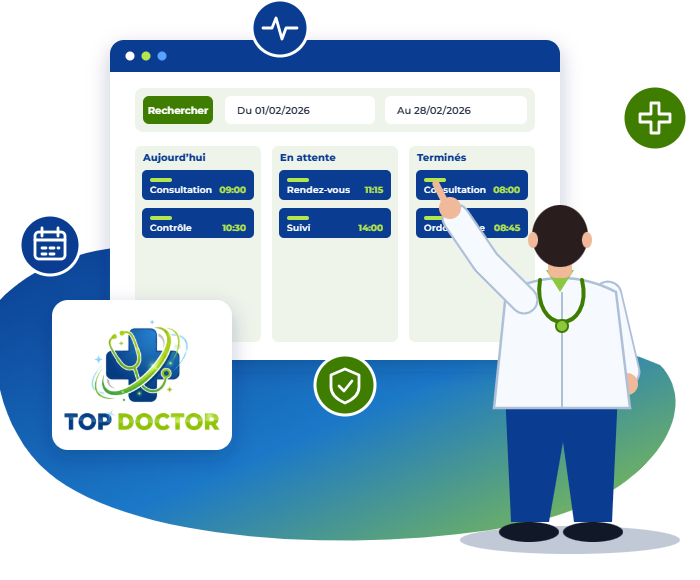 Rechercher
Du 01/02/2026
Au 28/02/2026
Aujourd'hui
Consultation 09:00
Contrôle 10:30
En attente
Rendez-vous 11:15
Suivi 14:00
Terminés
Consultation 08:00
08:45
TOP DOCTOR